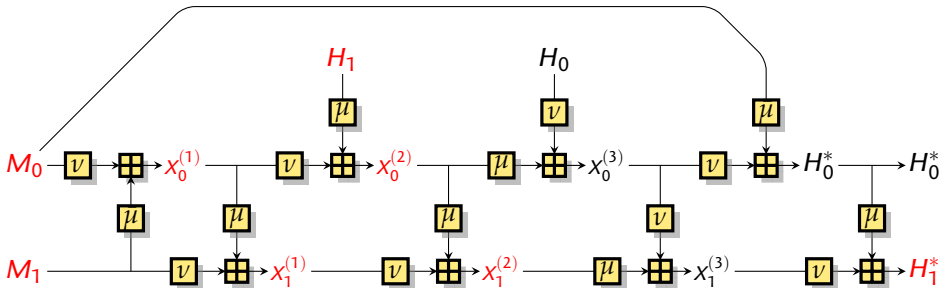 H₁ H₀
μ ν μ
M₀ ν X₀⁽¹⁾ ν X₀⁽²⁾ μ X₀⁽³⁾ ν H₀* H₀*
μ μ μ ν μ
M₁ ν X₁⁽¹⁾ ν X₁⁽²⁾ μ X₁⁽³⁾ ν H₁*